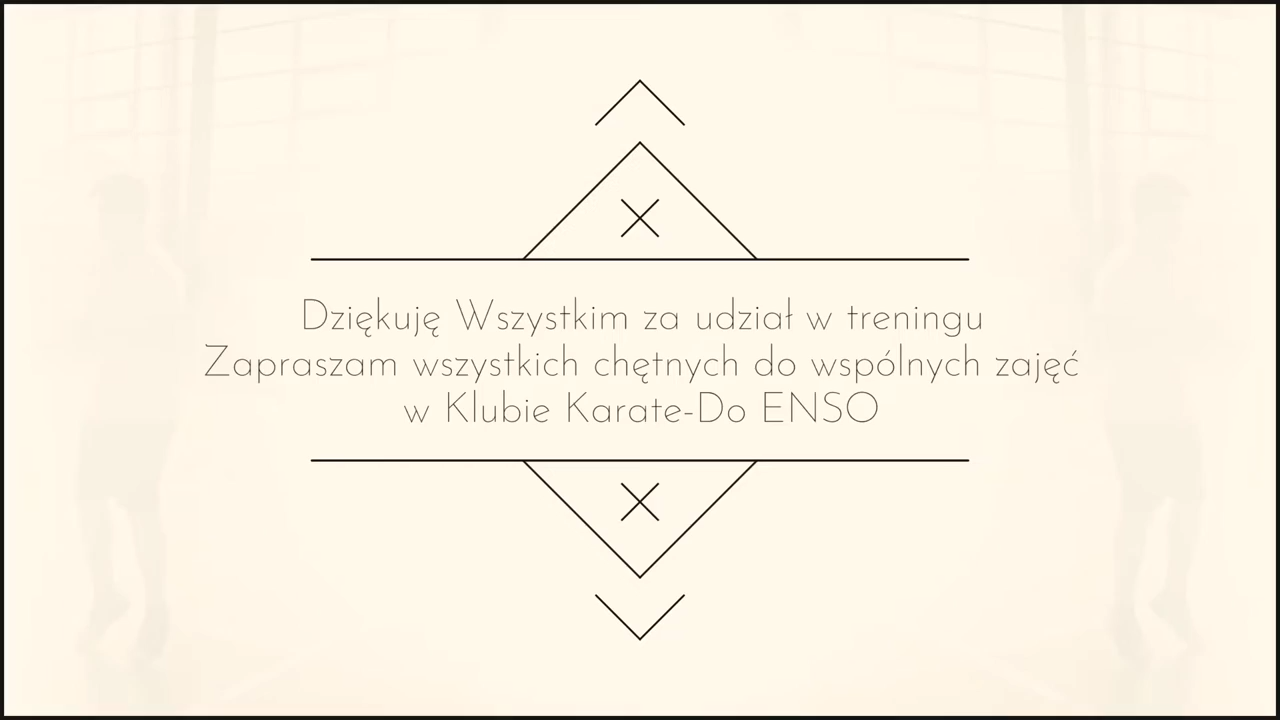 Dziękuję Wszystkim za udział w treningu
Zapraszam wszystkich chętnych do wspólnych zajęć
w Klubie Karate-Do ENSO